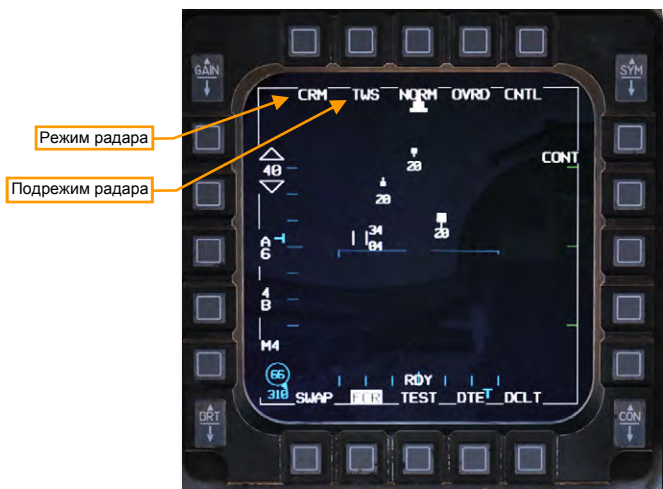 GAIN
SYM
CRM TWS NORM OVRD CNTL
Режим радара
20
CONT
40
Подрежим радара
20
34
20
A
04
6
4
B
M4
66
RDY
310 SWAP FCR TEST DTE DCLT
BRT
CON